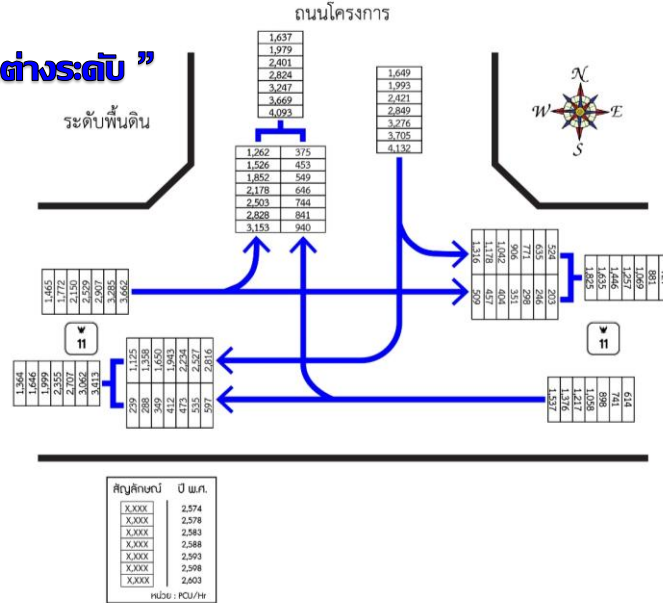 ถนนโครงการ
ต่างระดับ ”
ระดับพื้นดิน
1,637
1,979
2,401
2,824
3,247
3,669
4,093
1,649
1,993
2,421
2,849
3,276
3,705
4,132
N
W E
S
1,262 375
1,526 453
1,852 549
2,178 646
2,503 744
2,828 841
3,153 940
524 635 771 906 1,042 1,178 1,316
203 246 298 351 404 457 509
881 1,069 1,257 1,446 1,635 1,825
1,465 1,772 2,150 2,529 2,907 3,285 3,662
11
11
1,125 1,358 1,650 1,943 2,234 2,527 2,816
239 288 349 412 473 535 597
1,364 1,646 1,999 2,355 2,707 3,062 3,413
614 741 898 1,058 1,217 1,376 1,537
สัญลักษณ์ ปี พ.ศ.
X,XXX 2,574
X,XXX 2,578
X,XXX 2,583
X,XXX 2,588
X,XXX 2,593
X,XXX 2,598
X,XXX 2,603
หน่วย : PCU/Hr